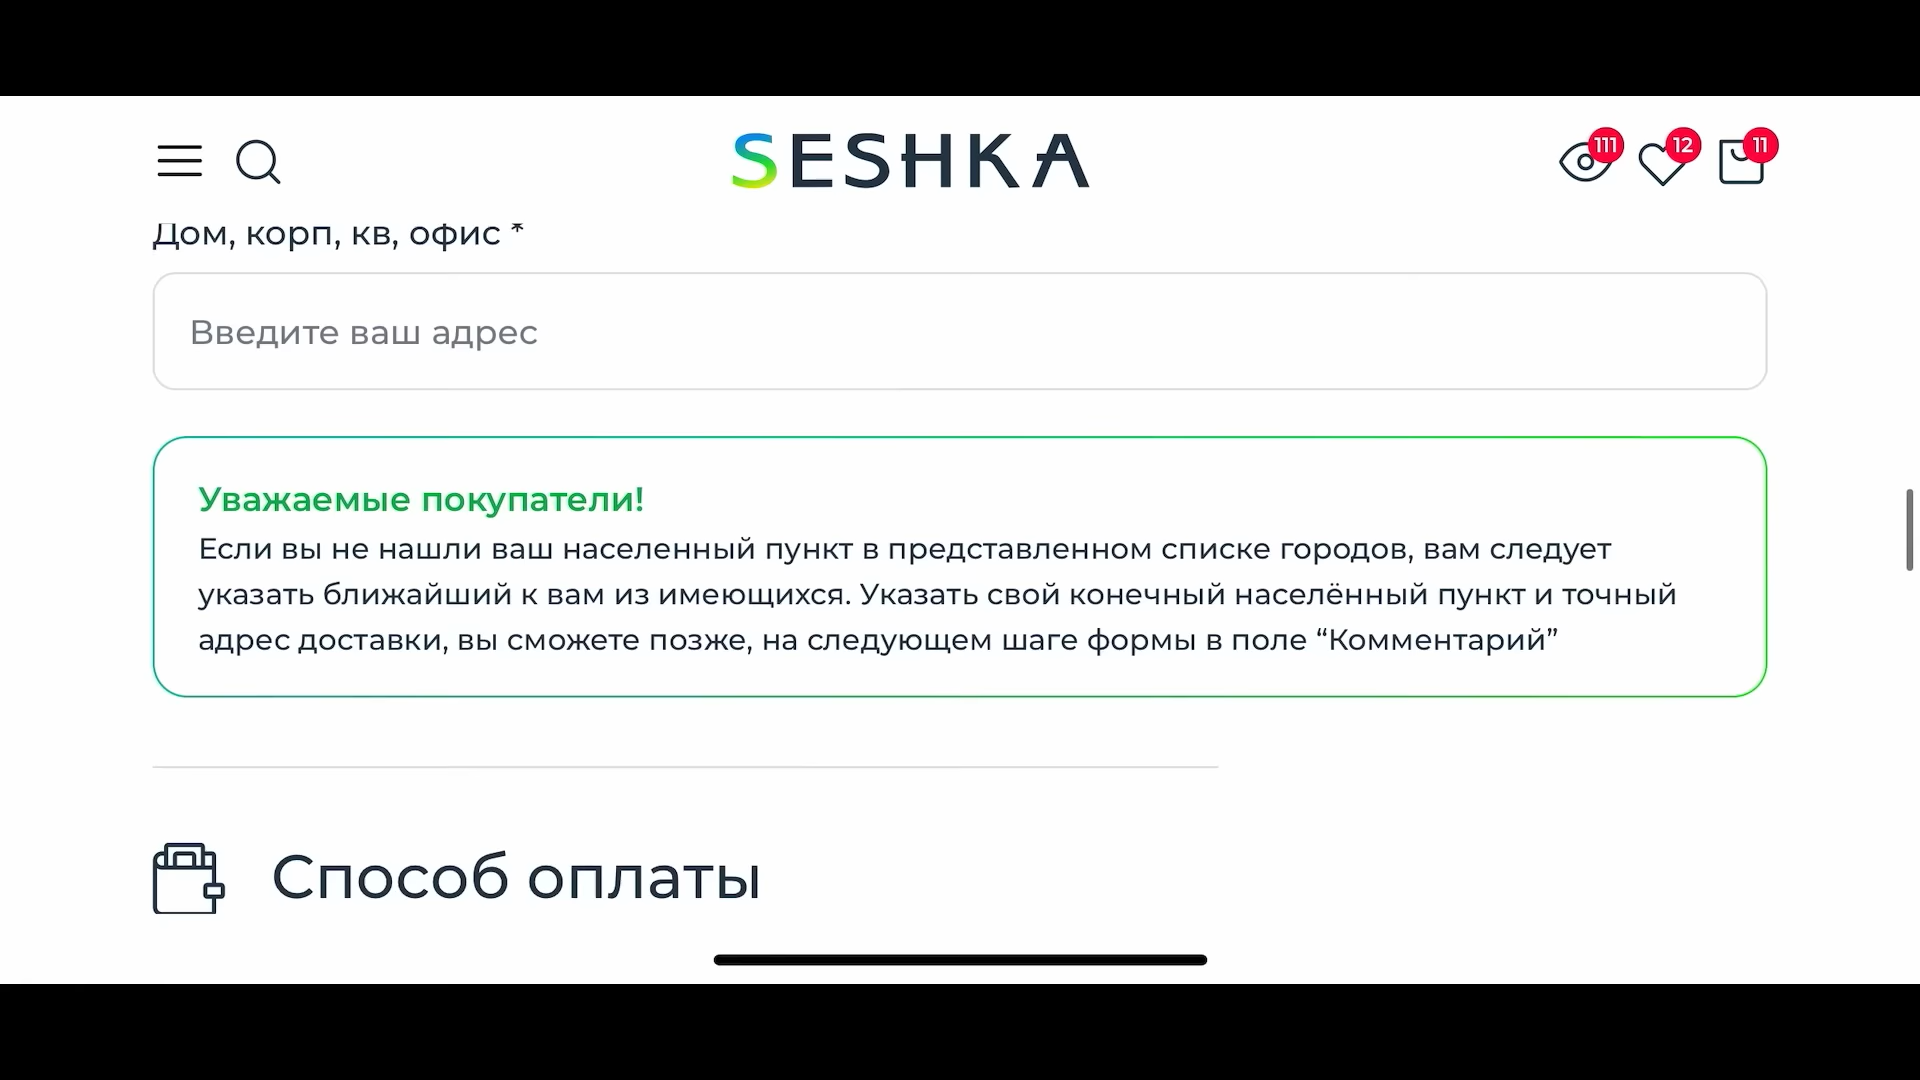 SESHKA
111
12
11
Дом, корп, кв, офис *
Введите ваш адрес
Уважаемые покупатели!
Если вы не нашли ваш населенный пункт в представленном списке городов, вам следует
указать ближайший к вам из имеющихся. Указать свой конечный населённый пункт и точный
адрес доставки, вы сможете позже, на следующем шаге формы в поле “Комментарий”
Способ оплаты